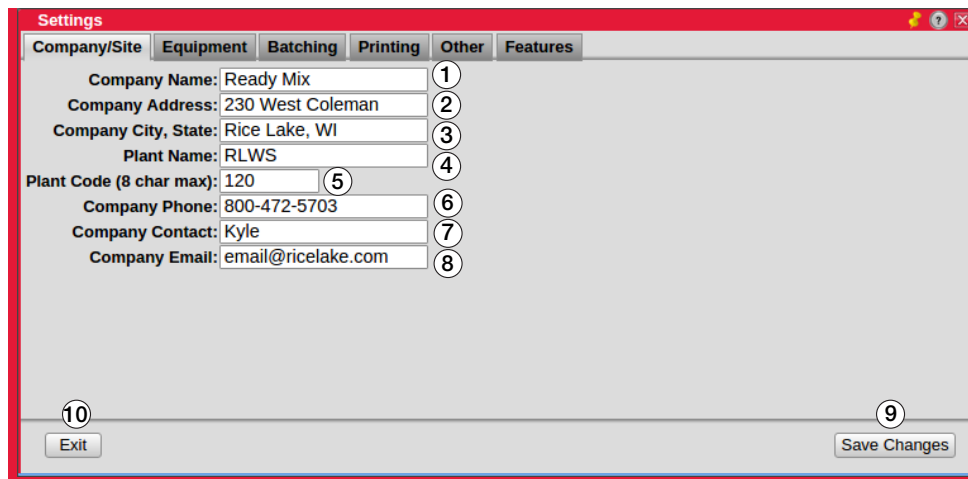 Settings
Company/Site Equipment Batching Printing Other Features
Company Name: Ready Mix 1
Company Address: 230 West Coleman 2
Company City, State: Rice Lake, WI 3
Plant Name: RLWS 4
Plant Code (8 char max): 120 5
Company Phone: 800-472-5703 6
Company Contact: Kyle 7
Company Email: email@ricelake.com 8
10 9
Exit Save Changes